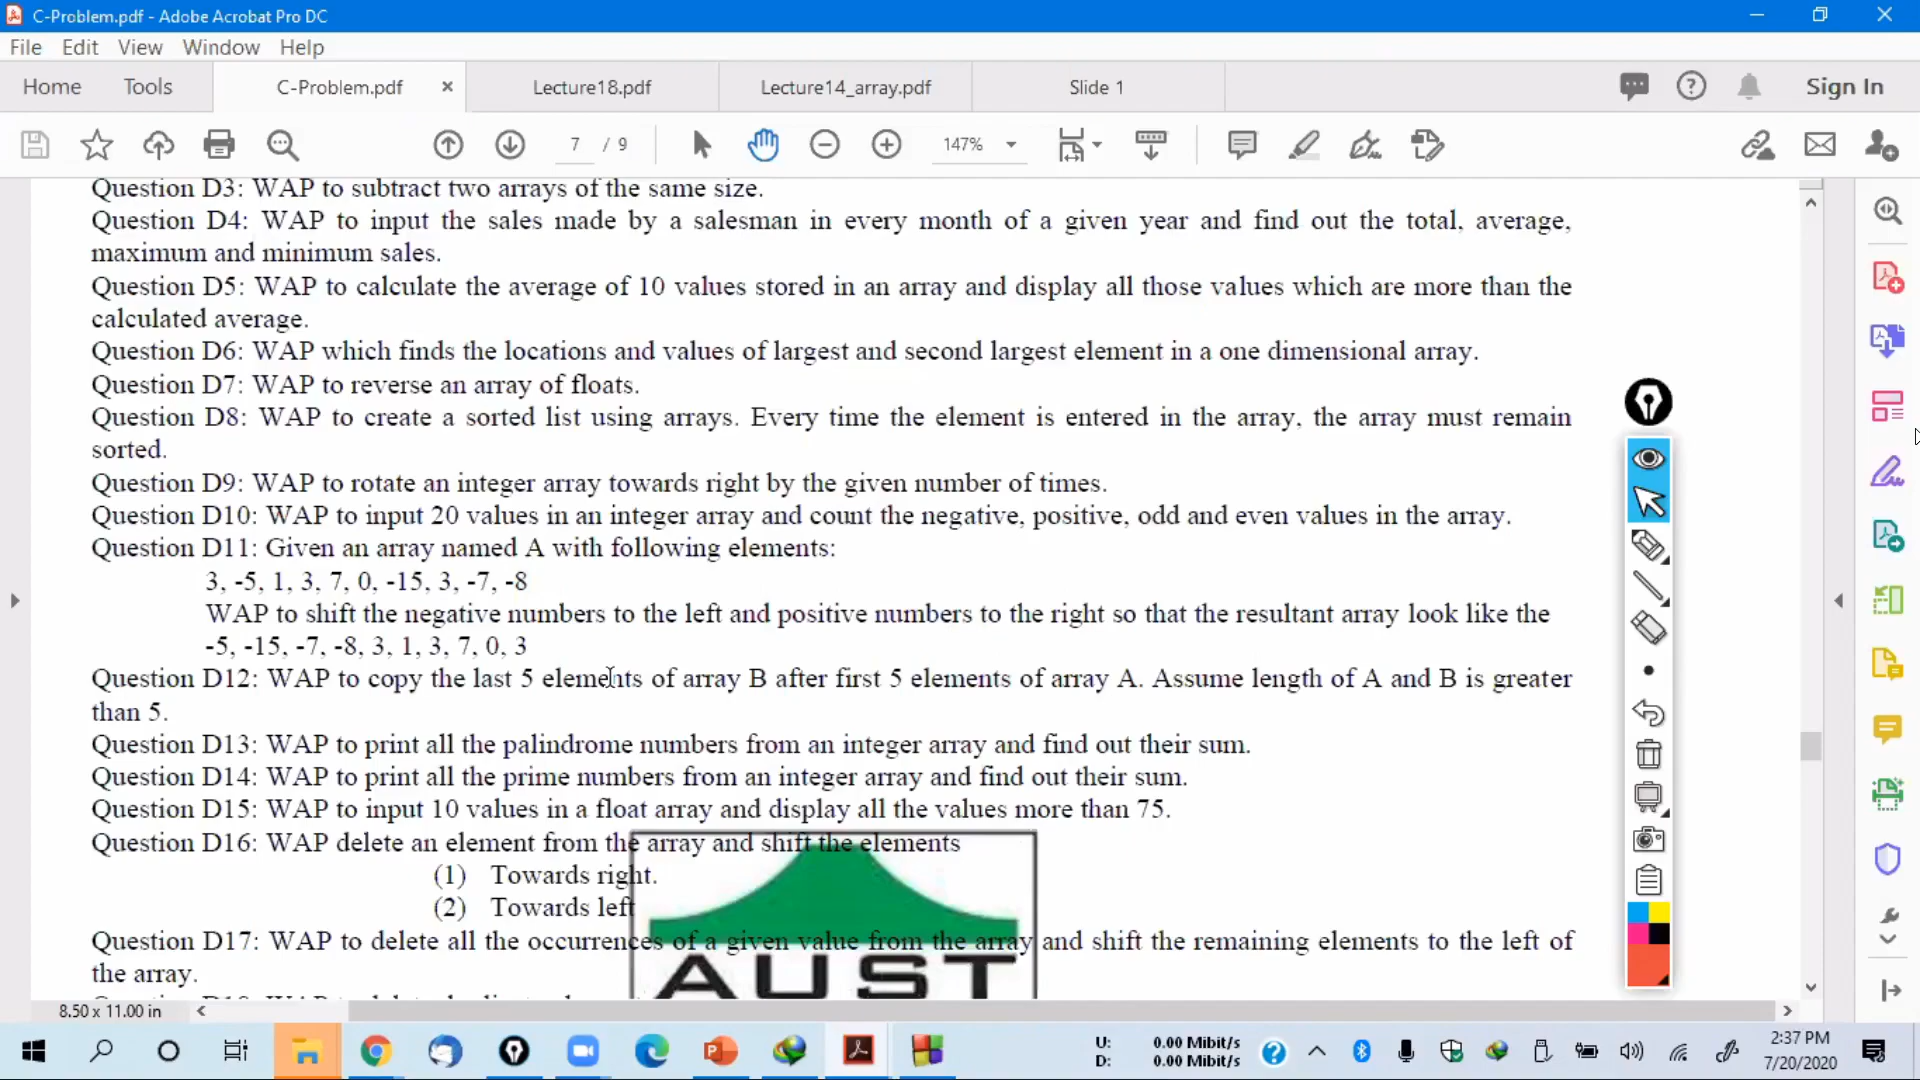 C-Problem.pdf - Adobe Acrobat Pro DC
File Edit View Window Help
Home Tools C-Problem.pdf × Lecture18.pdf Lecture14_array.pdf Slide 1 Sign In
7 / 9 147%
Question D3: WAP to subtract two arrays of the same size.
Question D4: WAP to input the sales made by a salesman in every month of a given year and find out the total, average,
maximum and minimum sales.
Question D5: WAP to calculate the average of 10 values stored in an array and display all those values which are more than the
calculated average.
Question D6: WAP which finds the locations and values of largest and second largest element in a one dimensional array.
Question D7: WAP to reverse an array of floats.
Question D8: WAP to create a sorted list using arrays. Every time the element is entered in the array, the array must remain
sorted.
Question D9: WAP to rotate an integer array towards right by the given number of times.
Question D10: WAP to input 20 values in an integer array and count the negative, positive, odd and even values in the array.
Question D11: Given an array named A with following elements:
3, -5, 1, 3, 7, 0, -15, 3, -7, -8
WAP to shift the negative numbers to the left and positive numbers to the right so that the resultant array look like the
-5, -15, -7, -8, 3, 1, 3, 7, 0, 3
Question D12: WAP to copy the last 5 elements of array B after first 5 elements of array A. Assume length of A and B is greater
than 5.
Question D13: WAP to print all the palindrome numbers from an integer array and find out their sum.
Question D14: WAP to print all the prime numbers from an integer array and find out their sum.
Question D15: WAP to input 10 values in a float array and display all the values more than 75.
Question D16: WAP delete an element from the array and shift the elements
(1) Towards right.
(2) Towards left
Question D17: WAP to delete all the occurrences of a given value from the array and shift the remaining elements to the left of
the array.
AUST
8.50 x 11.00 in
U: 0.00 Mibit/s
D: 0.00 Mibit/s
2:37 PM
7/20/2020